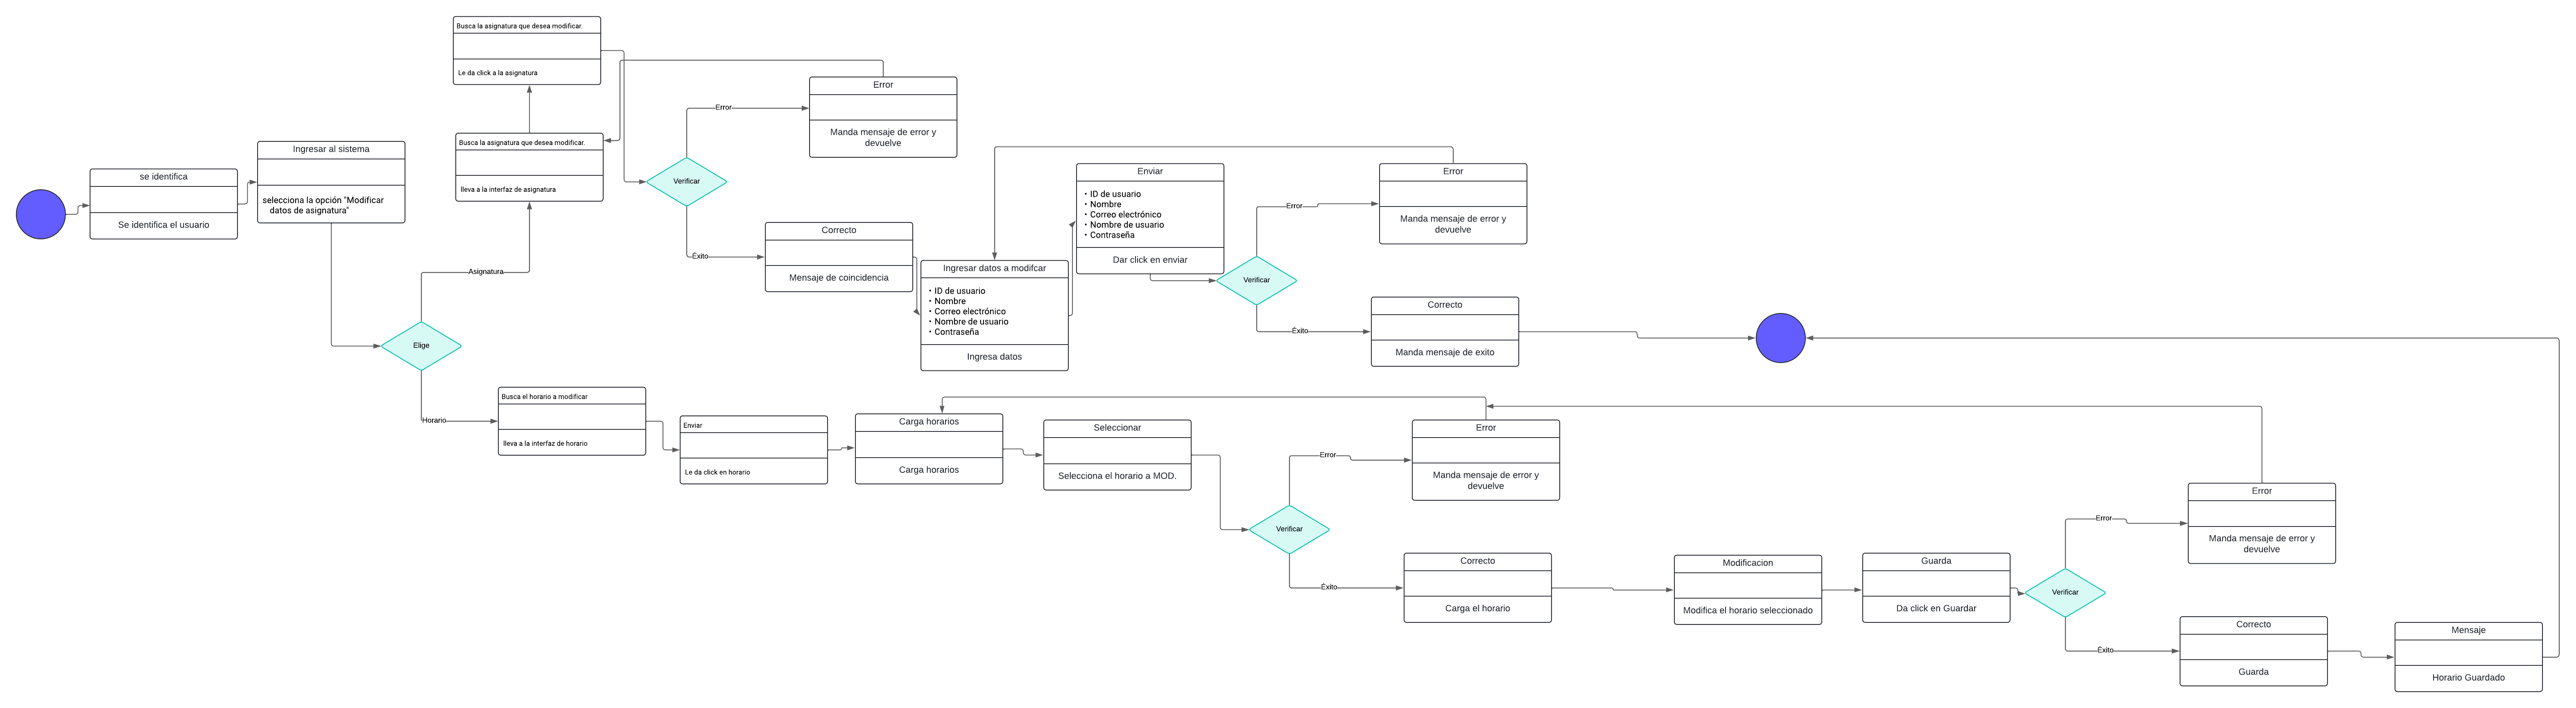 se identifica
Se identifica el usuario
Ingresar al sistema
selecciona la opción "Modificar
datos de asignatura"
Elige
Asignatura
Busca la asignatura que desea modificar.
lleva a la interfaz de asignatura
Busca la asignatura que desea modificar.
Le da click a la asignatura
Verificar
Error
Error
Manda mensaje de error y
devuelve
Éxito
Correcto
Mensaje de coincidencia
Ingresar datos a modifcar
• ID de usuario
• Nombre
• Correo electrónico
• Nombre de usuario
• Contraseña
Ingresa datos
Enviar
• ID de usuario
• Nombre
• Correo electrónico
• Nombre de usuario
• Contraseña
Dar click en enviar
Verificar
Error
Error
Manda mensaje de error y
devuelve
Éxito
Correcto
Manda mensaje de exito
Horario
Busca el horario a modificar
lleva a la interfaz de horario
Enviar
Le da click en horario
Carga horarios
Carga horarios
Seleccionar
Selecciona el horario a MOD.
Verificar
Error
Error
Manda mensaje de error y
devuelve
Éxito
Correcto
Carga el horario
Modificacion
Modifica el horario seleccionado
Guarda
Da click en Guardar
Verificar
Error
Error
Manda mensaje de error y
devuelve
Éxito
Correcto
Guarda
Mensaje
Horario Guardado